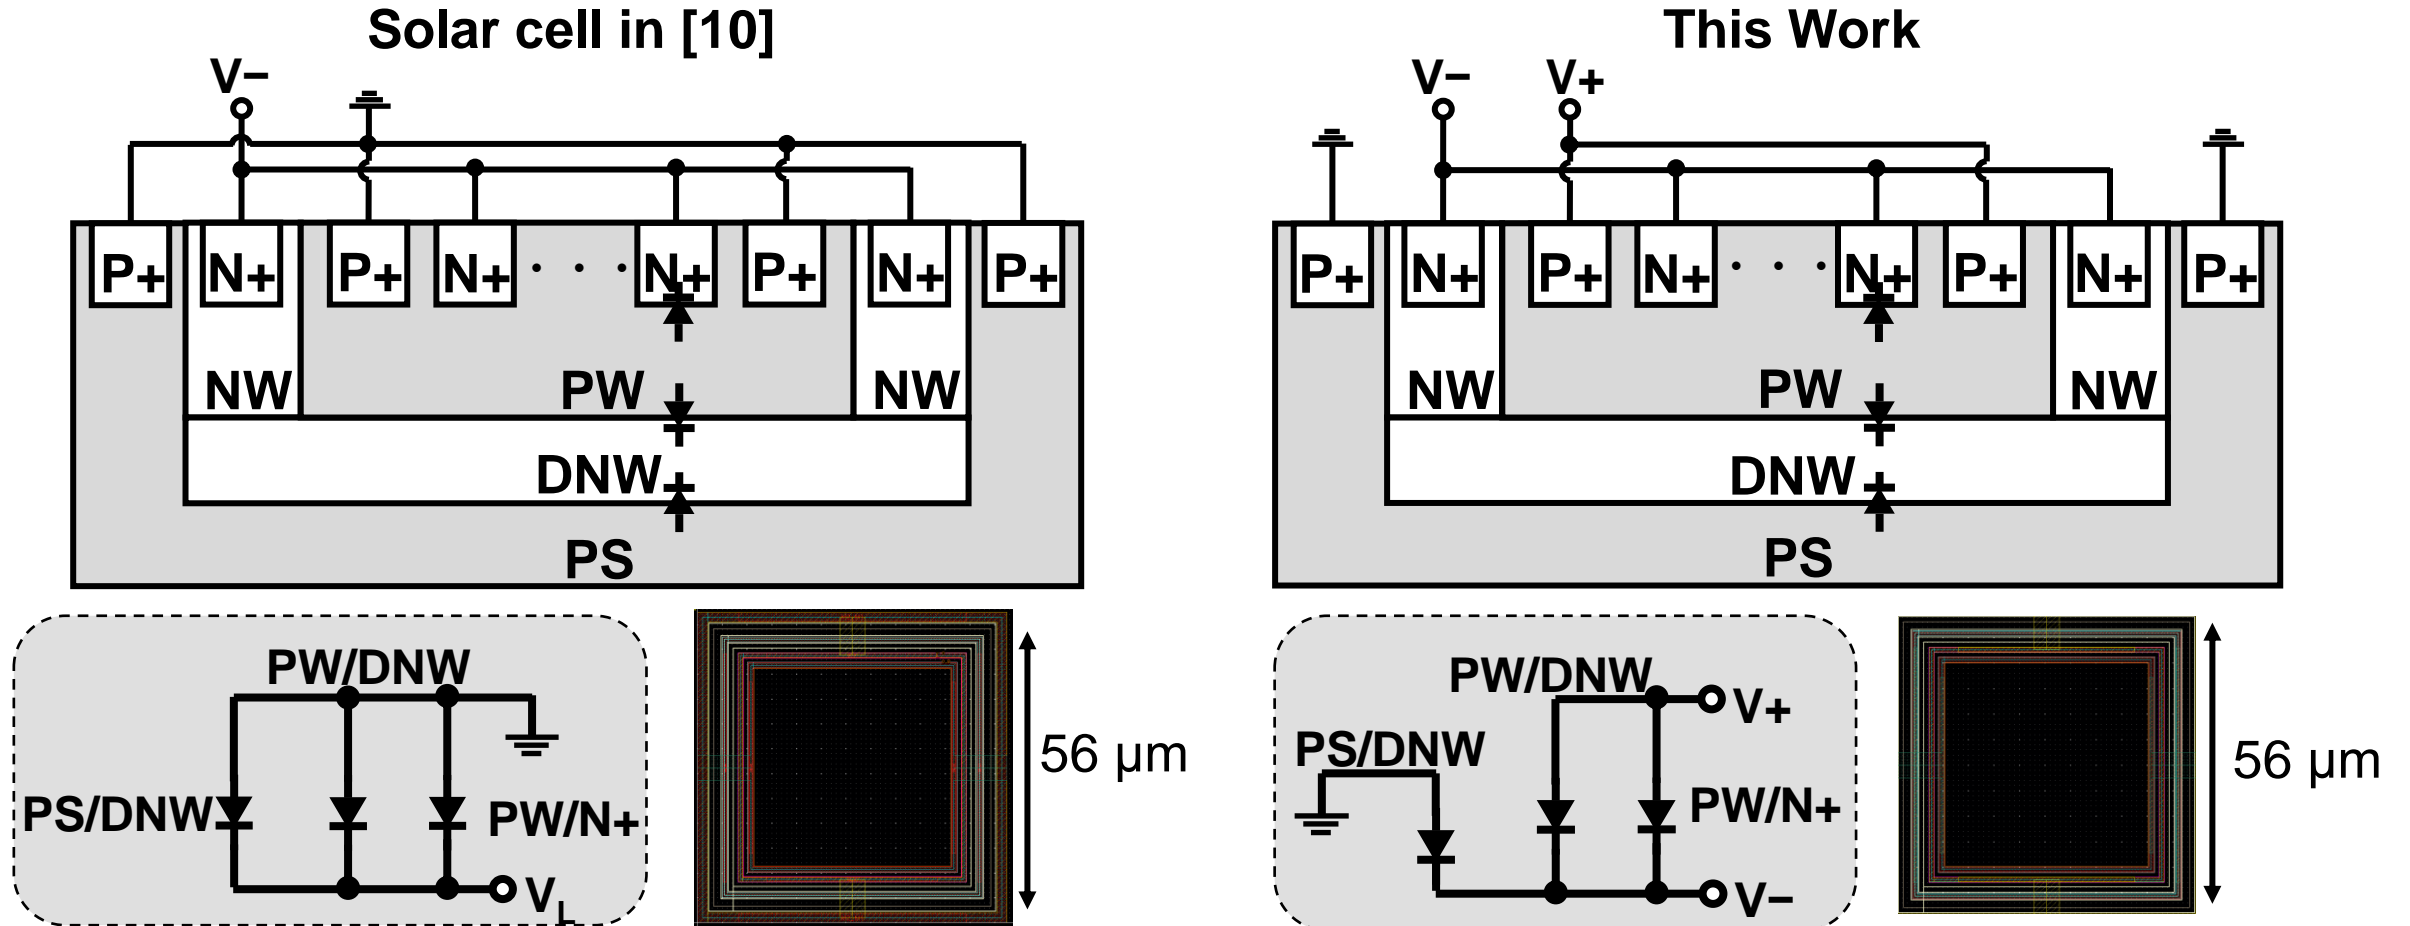 Solar cell in [10]
V−
P+ N+ P+ N+ · · · N+ P+ N+ P+
NW PW NW
DNW
PS
PW/DNW
PS/DNW
PW/N+
VL
56 µm
This Work
V− V+
P+ N+ P+ N+ · · · N+ P+ N+ P+
NW PW NW
DNW
PS
PW/DNW
V+
PS/DNW
PW/N+
V−
56 µm